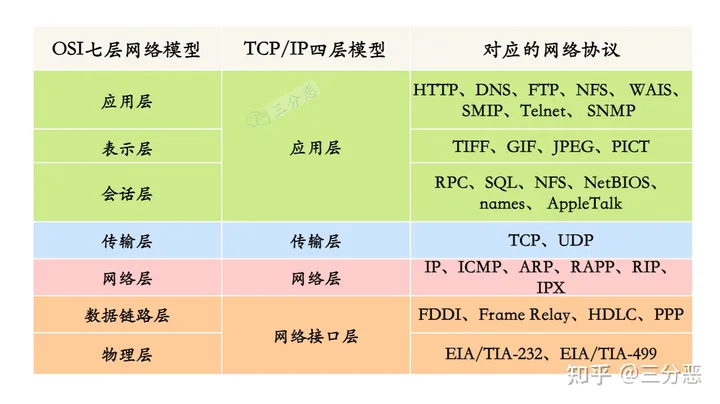 OSI七层网络模型 TCP/IP四层模型 对应的网络协议
三分恶
应用层 HTTP、DNS、FTP、NFS、 WAIS、
SMIP、Telnet、 SNMP
表示层 应用层 TIFF、GIF、JPEG、PICT
会话层 RPC、SQL、NFS、NetBIOS、
names、 AppleTalk
传输层 传输层 TCP、UDP
网络层 网络层 IP、ICMP、ARP、RAPP、RIP、
IPX
数据链路层 网络接口层 FDDI、Frame Relay、HDLC、PPP
物理层 EIA/TIA-232、EIA/TIA-499
知乎 @三分恶